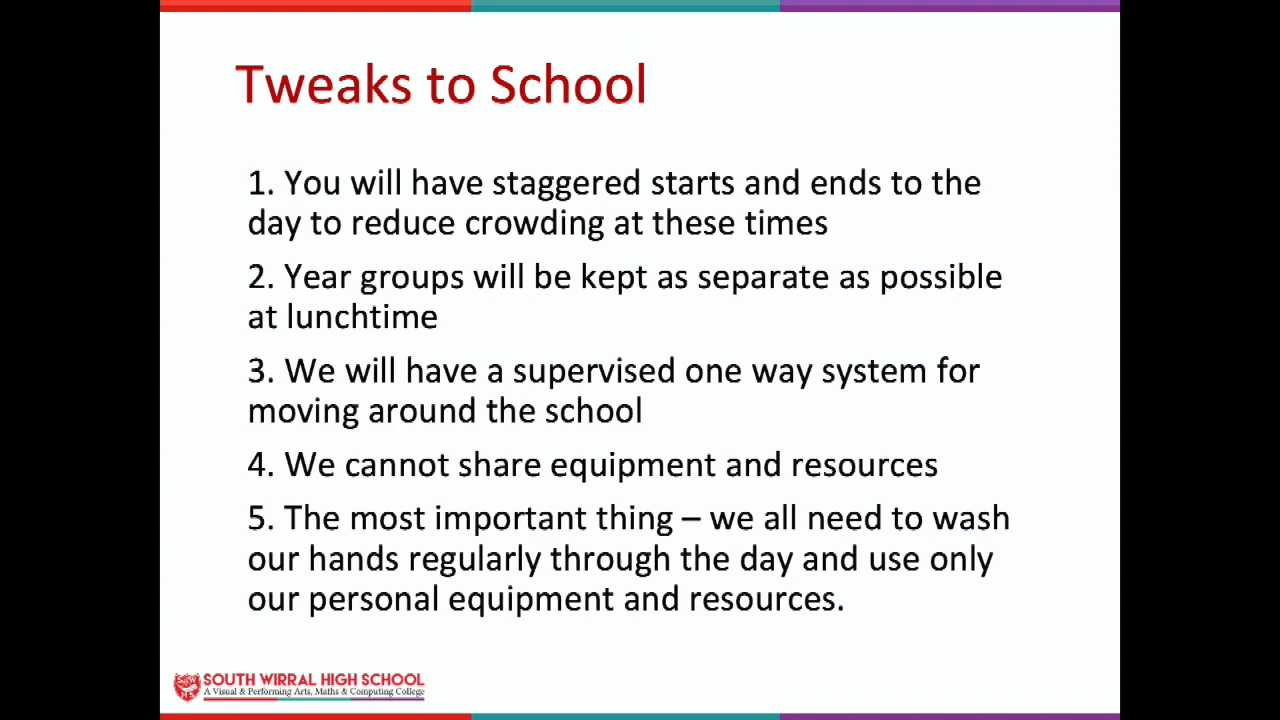 Tweaks to School
1. You will have staggered starts and ends to the
day to reduce crowding at these times
2. Year groups will be kept as separate as possible
at lunchtime
3. We will have a supervised one way system for
moving around the school
4. We cannot share equipment and resources
5. The most important thing – we all need to wash
our hands regularly through the day and use only
our personal equipment and resources.
SOUTH WIRRAL HIGH SCHOOL
A Visual & Performing Arts, Maths & Computing College